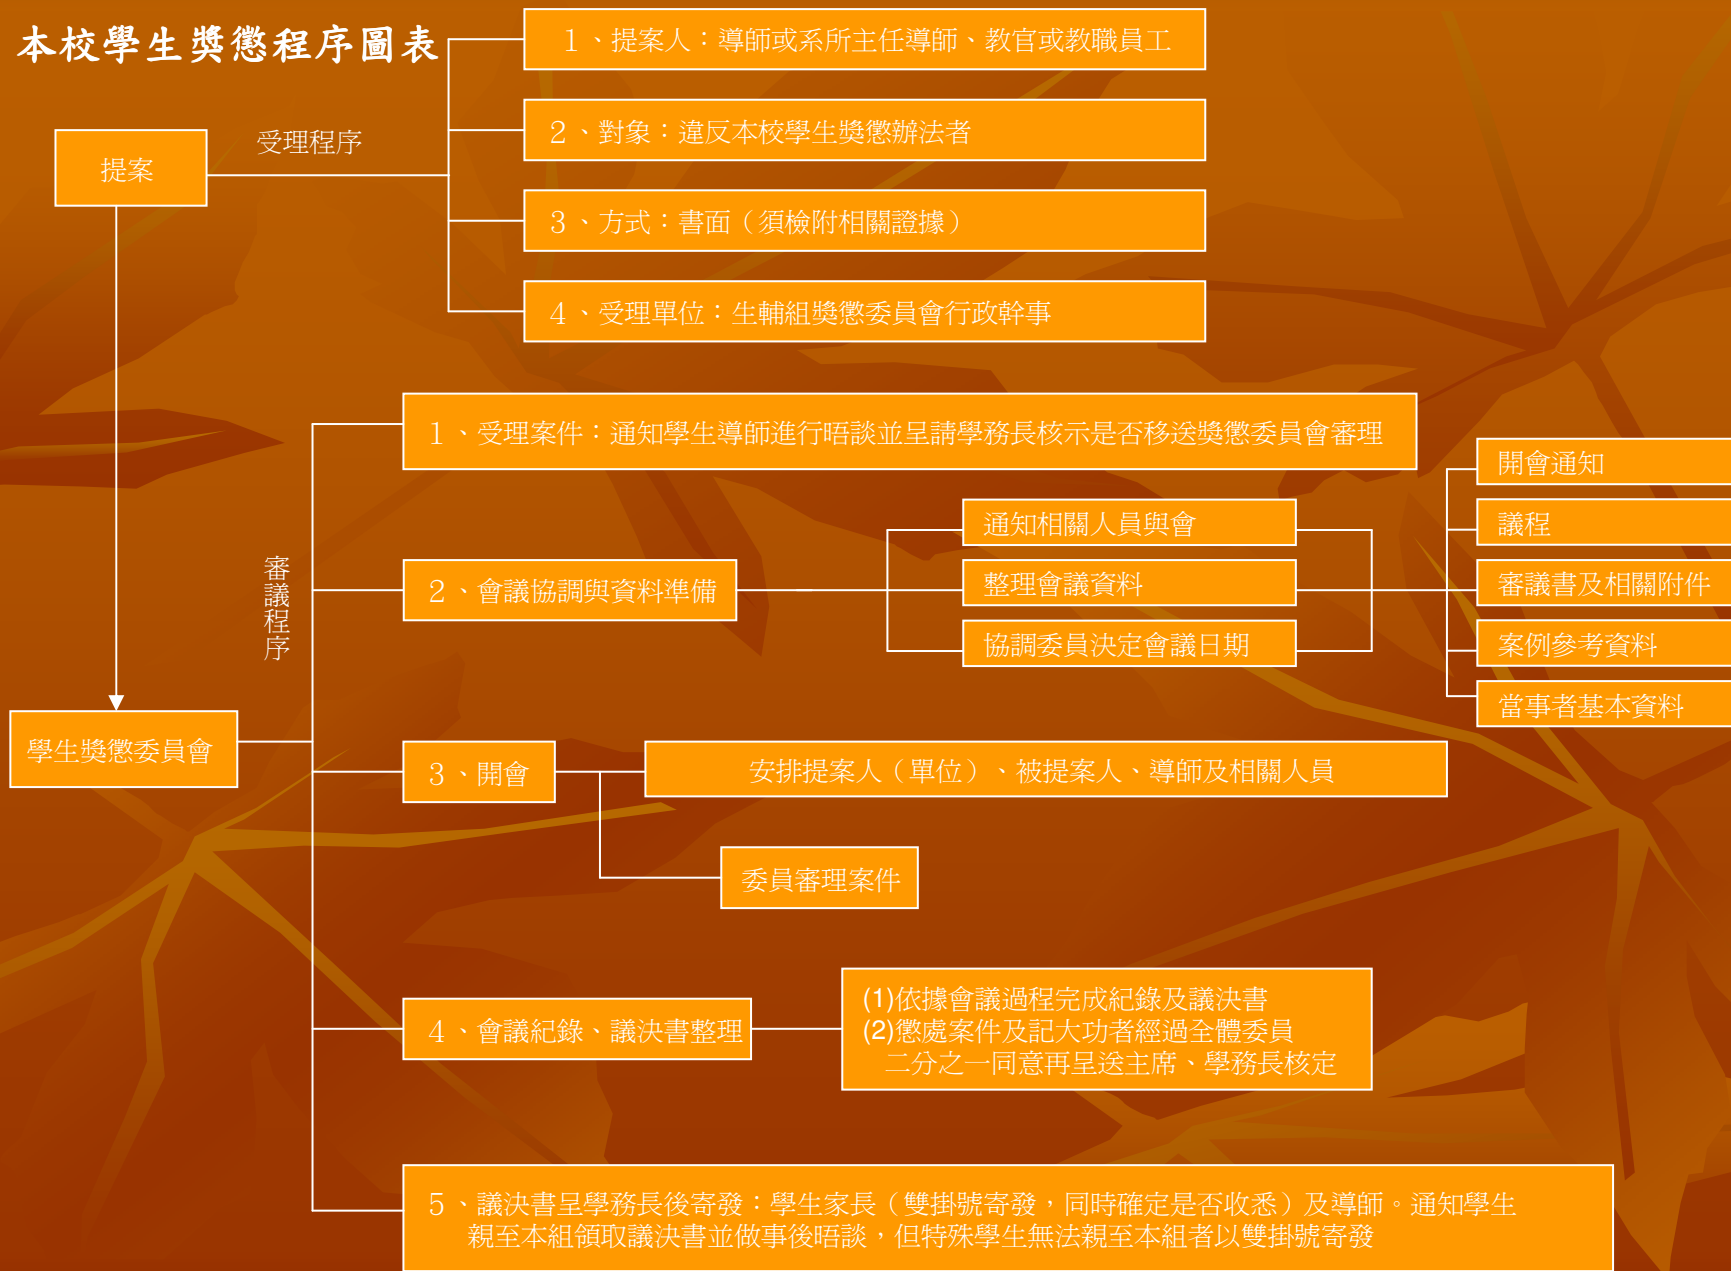 本校學生獎懲程序圖表
1、提案人：導師或系所主任導師、教官或教職員工
2、對象：違反本校學生獎懲辦法者
3、方式：書面（須檢附相關證據）
4、受理單位：生輔組獎懲委員會行政幹事
提案
受理程序
1、受理案件：通知學生導師進行晤談並呈請學務長核示是否移送獎懲委員會審理
審議程序
2、會議協調與資料準備
通知相關人員與會
整理會議資料
協調委員決定會議日期
開會通知
議程
審議書及相關附件
案例參考資料
當事者基本資料
學生獎懲委員會
3、開會
安排提案人（單位）、被提案人、導師及相關人員
委員審理案件
4、會議紀錄、議決書整理
(1)依據會議過程完成紀錄及議決書
(2)懲處案件及記大功者經過全體委員
二分之一同意再呈送主席、學務長核定
5、議決書呈學務長後寄發：學生家長（雙掛號寄發，同時確定是否收悉）及導師。通知學生
親至本組領取議決書並做事後晤談，但特殊學生無法親至本組者以雙掛號寄發